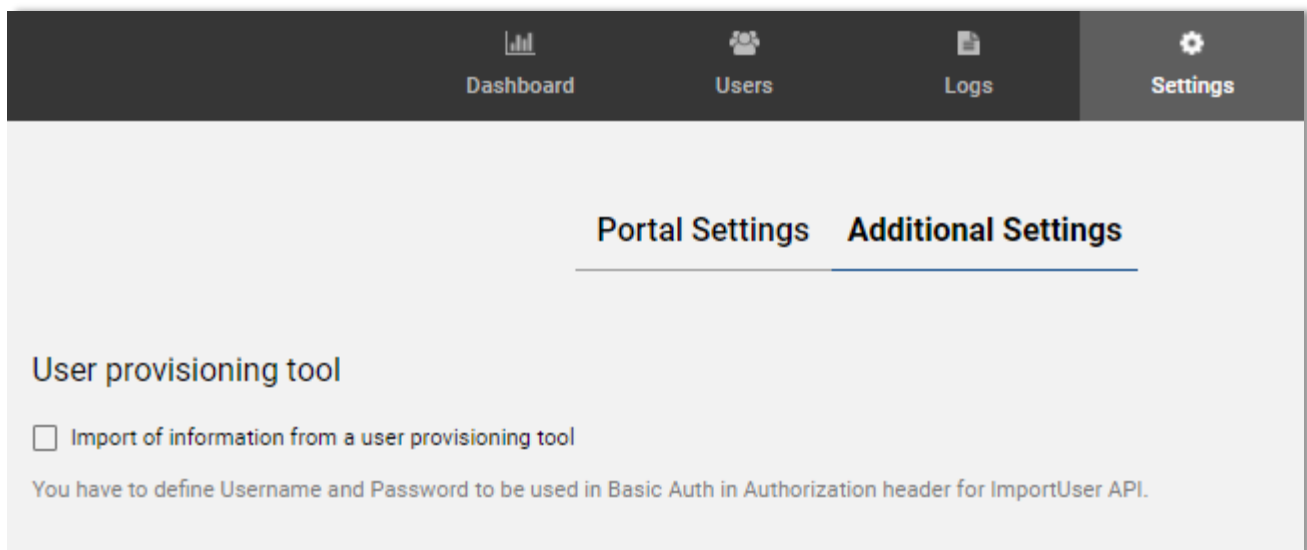 Dashboard Users Logs Settings
Portal Settings Additional Settings
User provisioning tool
Import of information from a user provisioning tool
You have to define Username and Password to be used in Basic Auth in Authorization header for ImportUser API.